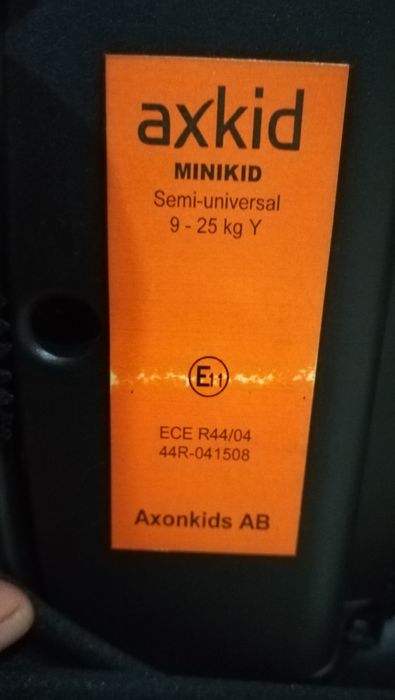 axkid
MINIKID
Semi-universal
9 - 25 kg Y
E11
ECE R44/04
44R-041508
Axonkids AB